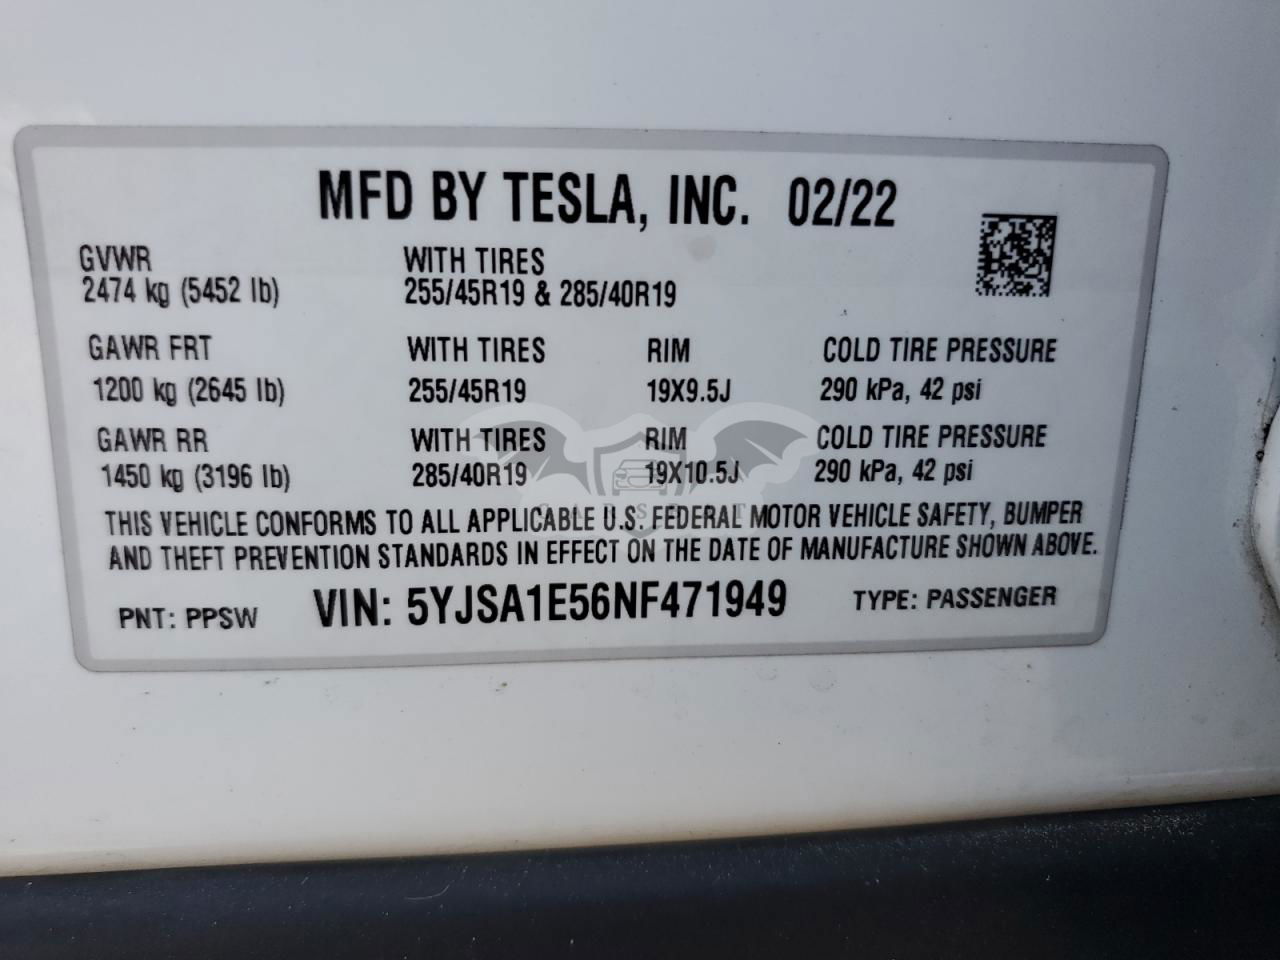 MFD BY TESLA, INC. 02/22
GVWR WITH TIRES
2474 kg (5452 lb) 255/45R19 & 285/40R19
GAWR FRT WITH TIRES RIM COLD TIRE PRESSURE
1200 kg (2645 lb) 255/45R19 19X9.5J 290 kPa, 42 psi
GAWR RR WITH TIRES RIM COLD TIRE PRESSURE
1450 kg (3196 lb) 285/40R19 19X10.5J 290 kPa, 42 psi
THIS VEHICLE CONFORMS TO ALL APPLICABLE U.S. FEDERAL MOTOR VEHICLE SAFETY, BUMPER
AND THEFT PREVENTION STANDARDS IN EFFECT ON THE DATE OF MANUFACTURE SHOWN ABOVE.
PNT: PPSW VIN: 5YJSA1E56NF471949 TYPE: PASSENGER